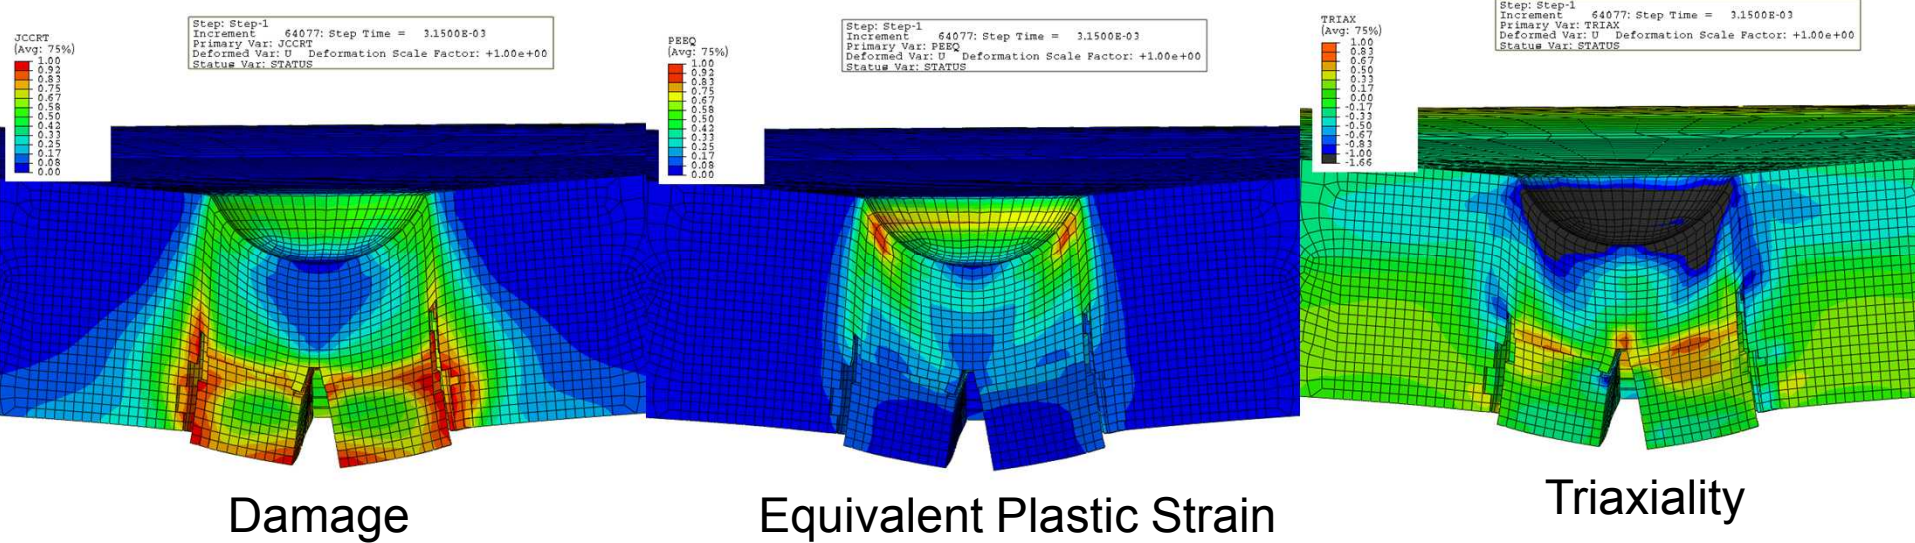 JCCRT
(Avg: 75%)
1.00
0.92
0.83
0.75
0.67
0.58
0.50
0.42
0.33
0.25
0.17
0.08
0.00
Step: Step-1
Increment 64077: Step Time = 3.1500E-03
Primary Var: JCCRT
Deformed Var: U Deformation Scale Factor: +1.00e+00
Status Var: STATUS
Damage
PEEQ
(Avg: 75%)
1.00
0.92
0.83
0.75
0.67
0.58
0.50
0.42
0.33
0.25
0.17
0.08
0.00
Step: Step-1
Increment 64077: Step Time = 3.1500E-03
Primary Var: PEEQ
Deformed Var: U Deformation Scale Factor: +1.00e+00
Status Var: STATUS
Equivalent Plastic Strain
TRIAX
(Avg: 75%)
1.00
0.83
0.67
0.50
0.33
0.17
0.00
-0.17
-0.33
-0.50
-0.67
-0.83
-1.00
-1.66
Step: Step-1
Increment 64077: Step Time = 3.1500E-03
Primary Var: TRIAX
Deformed Var: U Deformation Scale Factor: +1.00e+00
Status Var: STATUS
Triaxiality